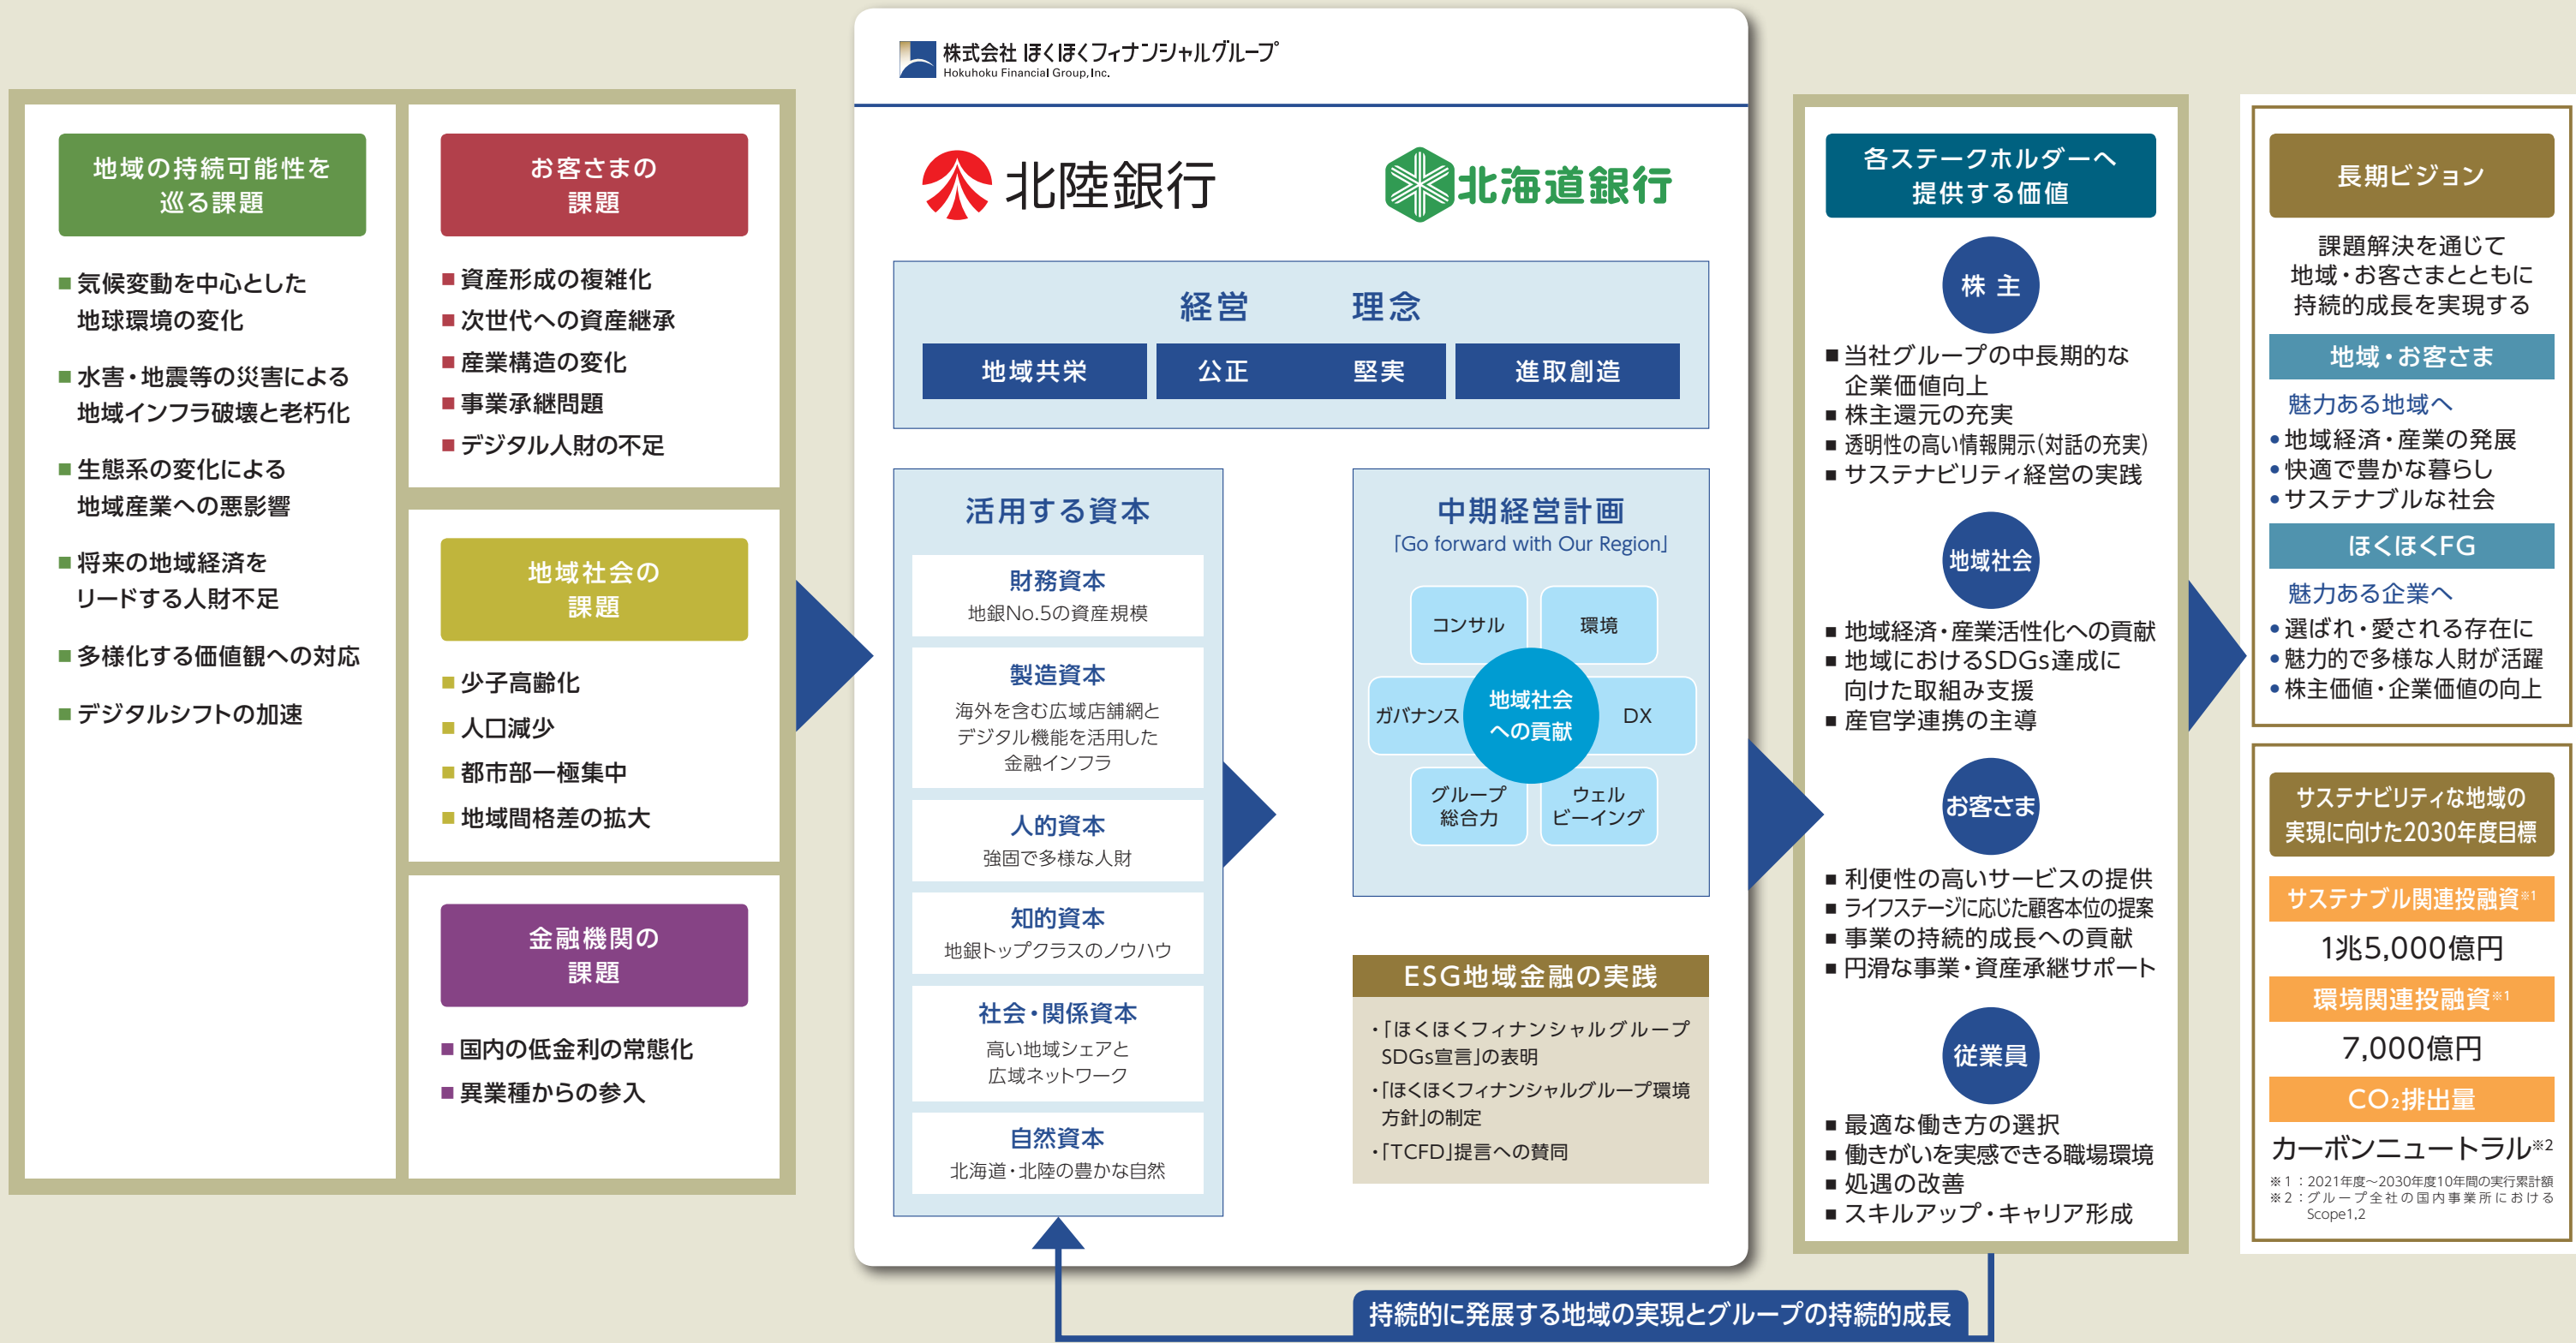 地域の持続可能性を
巡る課題
■気候変動を中心とした
地球環境の変化
■水害・地震等の災害による
地域インフラ破壊と老朽化
■生態系の変化による
地域産業への悪影響
■将来の地域経済を
リードする人財不足
■多様化する価値観への対応
■デジタルシフトの加速
お客さまの
課題
■資産形成の複雑化
■次世代への資産継承
■産業構造の変化
■事業承継問題
■デジタル人財の不足
地域社会の
課題
■少子高齢化
■人口減少
■都市部一極集中
■地域間格差の拡大
金融機関の
課題
■国内の低金利の常態化
■異業種からの参入
株式会社 ほくほくフィナンシャルグループ
Hokuhoku Financial Group,Inc.
北陸銀行
北海道銀行
経営 理念
地域共栄 公正 堅実 進取創造
活用する資本
財務資本
地銀No.5の資産規模
製造資本
海外を含む広域店舗網と
デジタル機能を活用した
金融インフラ
人的資本
強固で多様な人財
知的資本
地銀トップクラスのノウハウ
社会・関係資本
高い地域シェアと
広域ネットワーク
自然資本
北海道・北陸の豊かな自然
中期経営計画
「Go forward with Our Region」
コンサル
環境
ガバナンス
地域社会
への貢献
DX
グループ
総合力
ウェル
ビーイング
ESG地域金融の実践
・「ほくほくフィナンシャルグループ
SDGs宣言」の表明
・「ほくほくフィナンシャルグループ環境
方針」の制定
・「TCFD」提言への賛同
各ステークホルダーへ
提供する価値
株 主
■当社グループの中長期的な
企業価値向上
■株主還元の充実
■透明性の高い情報開示(対話の充実)
■サステナビリティ経営の実践
地域社会
■地域経済・産業活性化への貢献
■地域におけるSDGs達成に
向けた取組み支援
■産官学連携の主導
お客さま
■利便性の高いサービスの提供
■ライフステージに応じた顧客本位の提案
■事業の持続的成長への貢献
■円滑な事業・資産承継サポート
従業員
■最適な働き方の選択
■働きがいを実感できる職場環境
■処遇の改善
■スキルアップ・キャリア形成
持続的に発展する地域の実現とグループの持続的成長
長期ビジョン
課題解決を通じて
地域・お客さまとともに
持続的成長を実現する
地域・お客さま
魅力ある地域へ
●地域経済・産業の発展
●快適で豊かな暮らし
●サステナブルな社会
ほくほくFG
魅力ある企業へ
●選ばれ・愛される存在に
●魅力的で多様な人財が活躍
●株主価値・企業価値の向上
サステナビリティな地域の
実現に向けた2030年度目標
サステナブル関連投融資※1
1兆5,000億円
環境関連投融資※1
7,000億円
CO₂排出量
カーボンニュートラル※2
※1：2021年度～2030年度10年間の実行累計額
※2：グループ全社の国内事業所における
Scope1,2